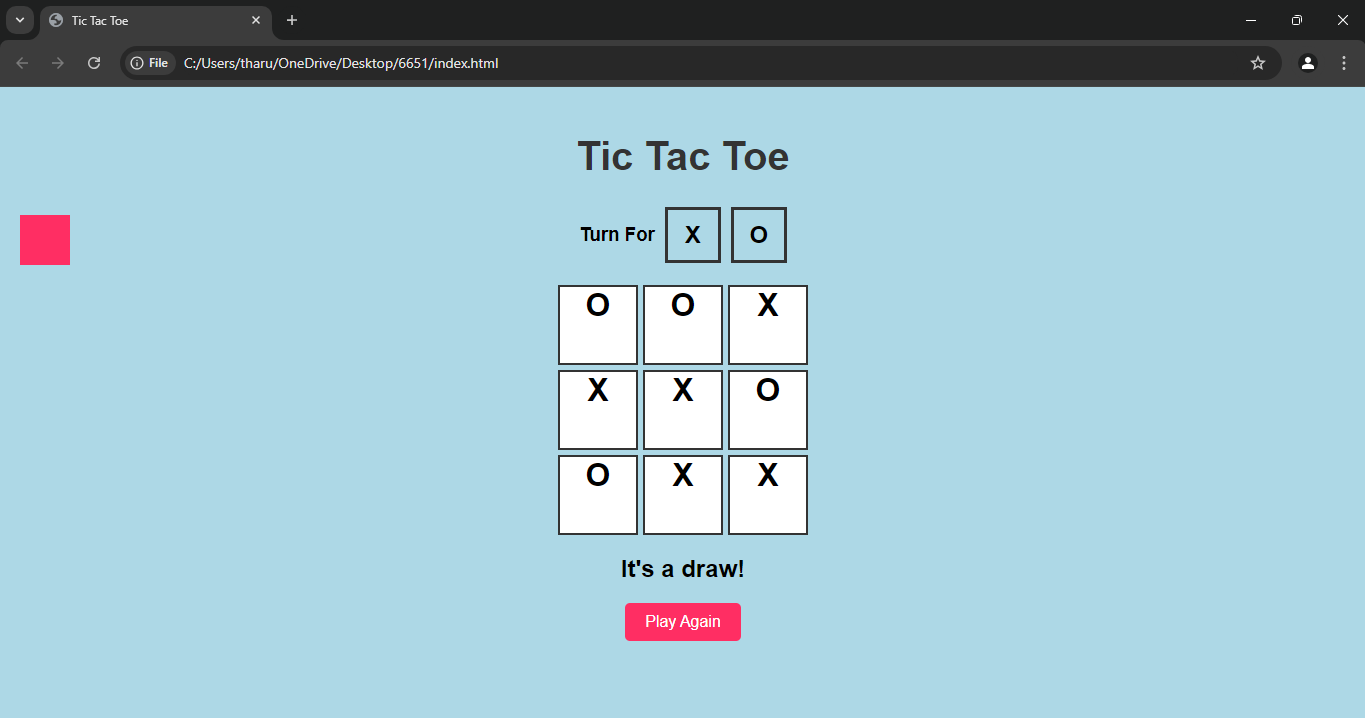 Tic Tac Toe
File C:/Users/tharu/OneDrive/Desktop/6651/index.html
Tic Tac Toe
Turn For X O
O O X
X X O
O X X
It's a draw!
Play Again